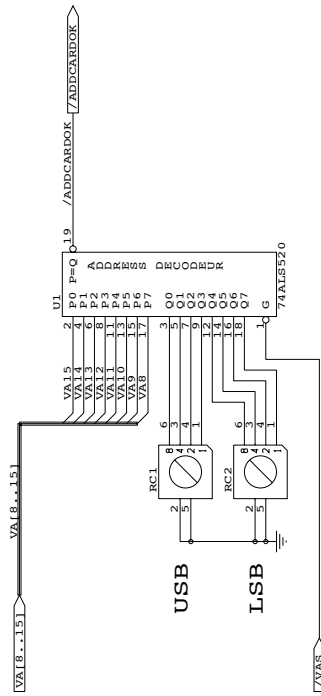 VA[8..15]
VA[8..15]
/VAS
U1
VA15 2 P0 P=Q 19 /ADDCARDOK /ADDCARDOK
VA14 4 P1
VA13 6 P2
VA12 8 P3
VA11 11 P4
VA10 13 P5
VA9 15 P6
VA8 17 P7
ADDRESS DECODEUR
3 Q0
5 Q1
7 Q2
9 Q3
12 Q4
14 Q5
16 Q6
18 Q7
1 G
74ALS520
RC1
USB
2
5
8 6
4 3
2 4
1 1
RC2
LSB
2
5
8 6
4 3
2 4
1 1